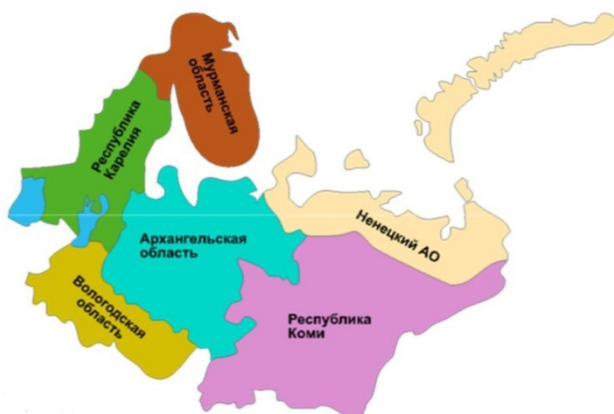 Мурманская
область
Республика
Карелия
Ненецкий АО
Архангельская
область
Вологодская
область
Республика
Коми